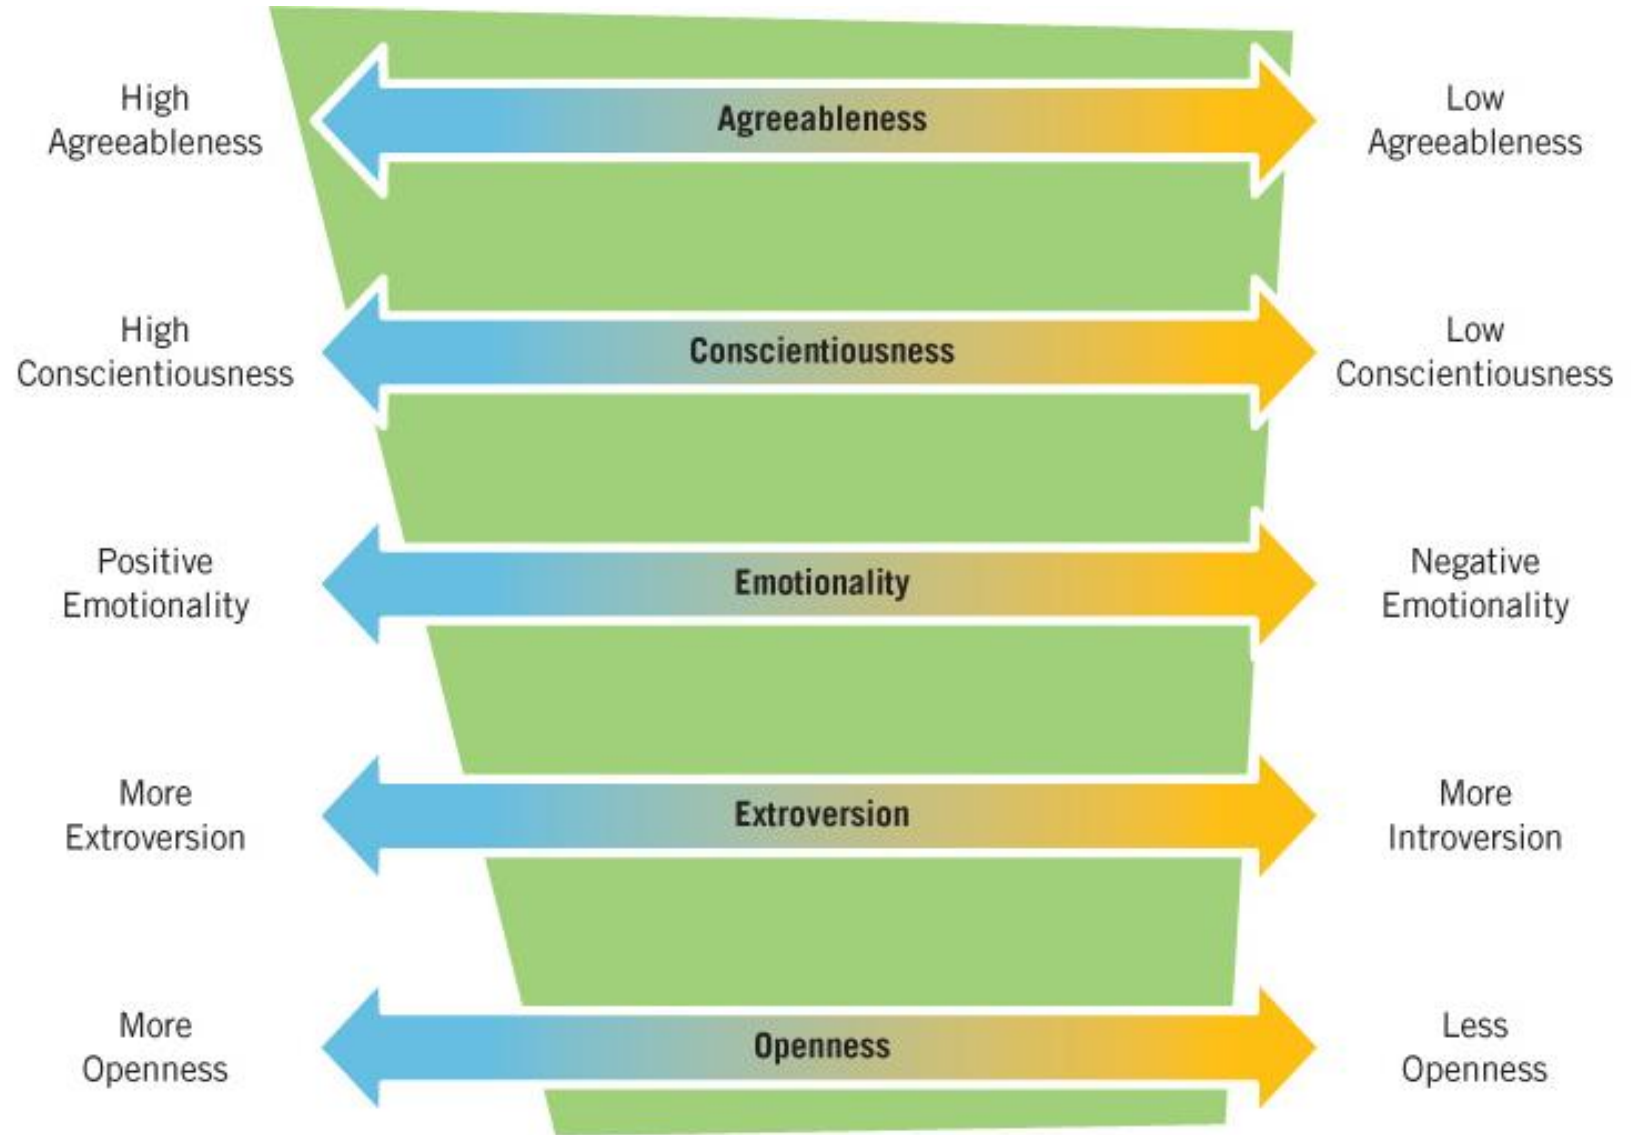 High
Agreeableness
Agreeableness
Low
Agreeableness
High
Conscientiousness
Conscientiousness
Low
Conscientiousness
Positive
Emotionality
Emotionality
Negative
Emotionality
More
Extroversion
Extroversion
More
Introversion
More
Openness
Openness
Less
Openness